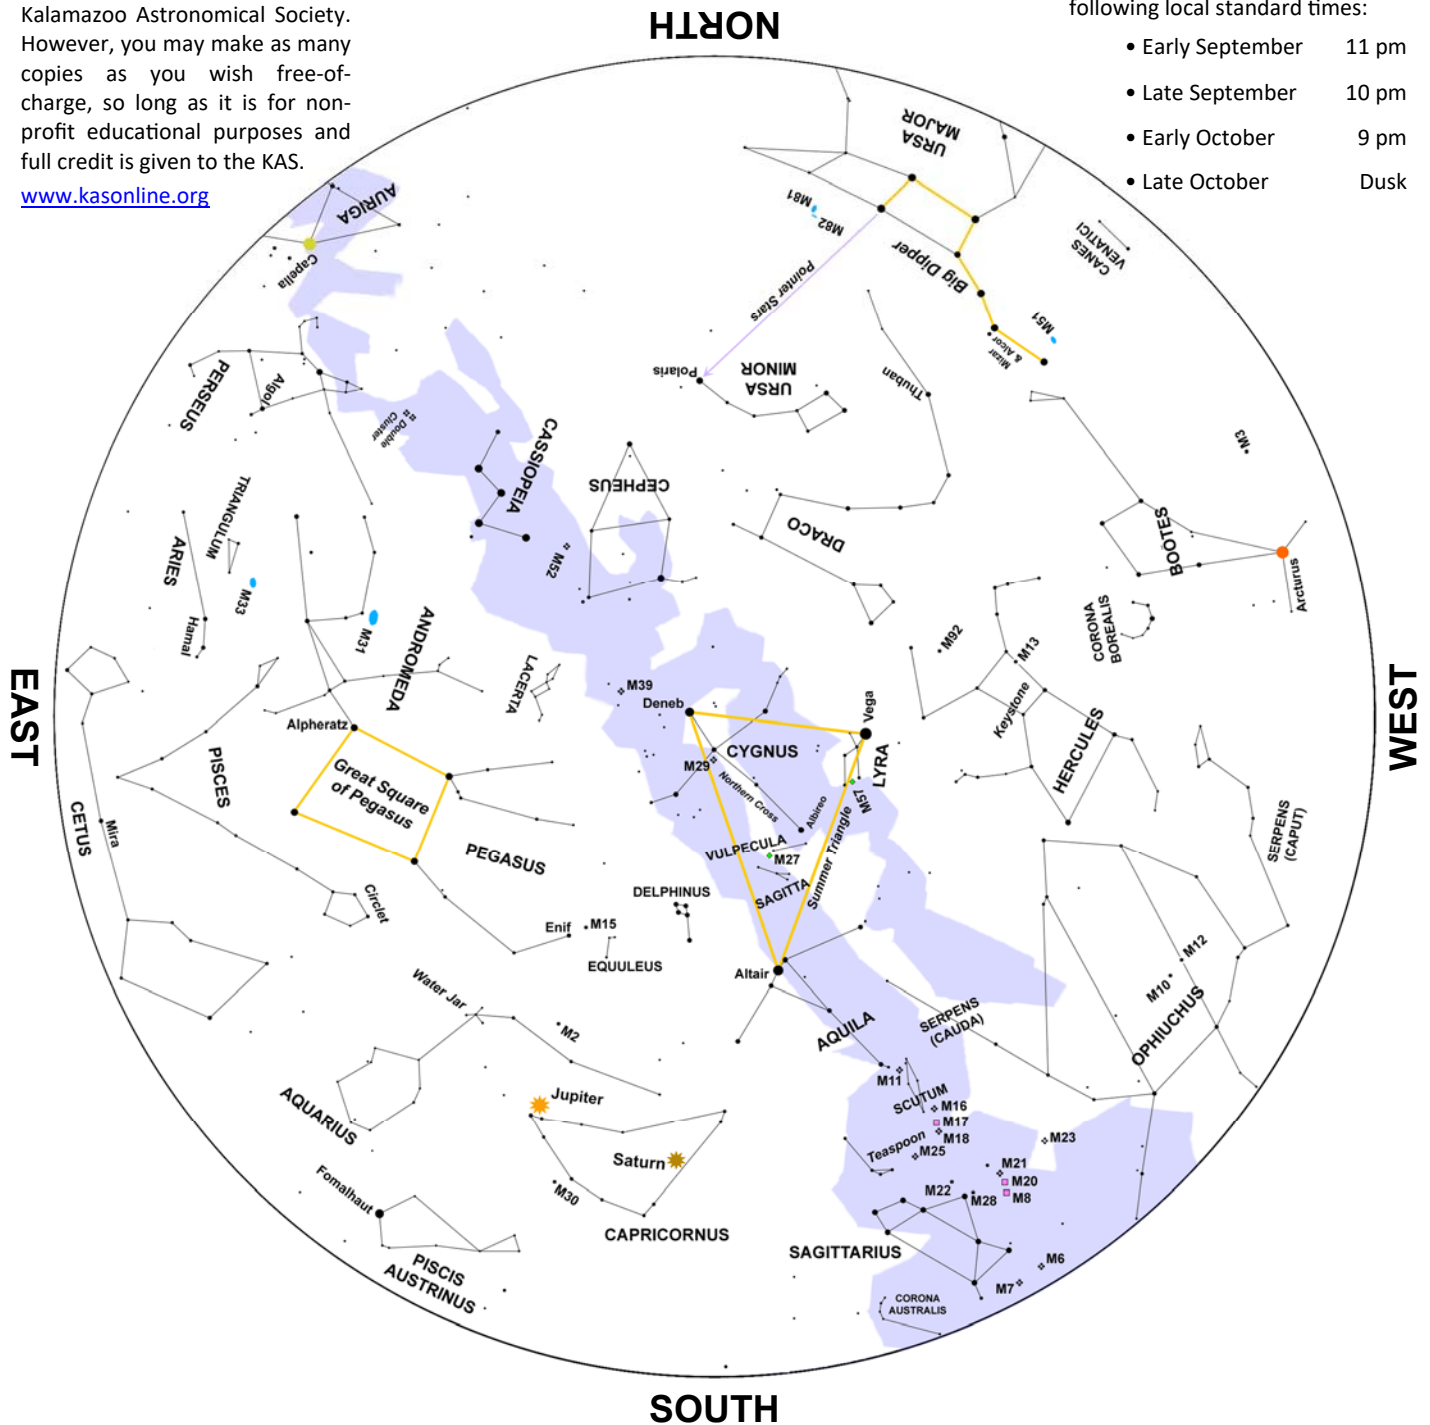 Kalamazoo Astronomical Society.
However, you may make as many
copies as you wish free-of-
charge, so long as it is for non-
profit educational purposes and
full credit is given to the KAS.
www.kasonline.org
NORTH
following local standard times:
• Early September 11 pm
• Late September 10 pm
• Early October 9 pm
• Late October Dusk
URSA
MAJOR
AURIGA
Capella
M81
M82
Big Dipper
Pointer Stars
CANES
VENATICI
M51
Mizar
& Alcor
Polaris
URSA
MINOR
Thuban
PERSEUS
Algol
Double
Cluster
CASSIOPEIA
CEPHEUS
M3
TRIANGULUM
ARIES
M33
Hamal
M31
ANDROMEDA
M52
DRACO
BOOTES
Arcturus
CORONA
BOREALIS
M92
M13
Keystone
HERCULES
LACERTA
M39
Deneb
Vega
LYRA
EAST
WEST
Alpheratz
Great Square
of Pegasus
PISCES
CETUS
Mira
CYGNUS
M29
Northern Cross
Albireo
M57
Summer Triangle
VULPECULA
M27
SAGITTA
SERPENS
(CAPUT)
PEGASUS
Circlet
DELPHINUS
Enif
M15
EQUULEUS
Altair
M12
M10
OPHIUCHUS
Water Jar
M2
AQUILA
SERPENS
(CAUDA)
M11
SCUTUM
M16
M17
M18
Teaspoon
M25
M23
M21
M20
M8
M22
M28
AQUARIUS
Jupiter
Saturn
M30
CAPRICORNUS
Fomalhaut
PISCIS
AUSTRINUS
SAGITTARIUS
M6
M7
CORONA
AUSTRALIS
SOUTH